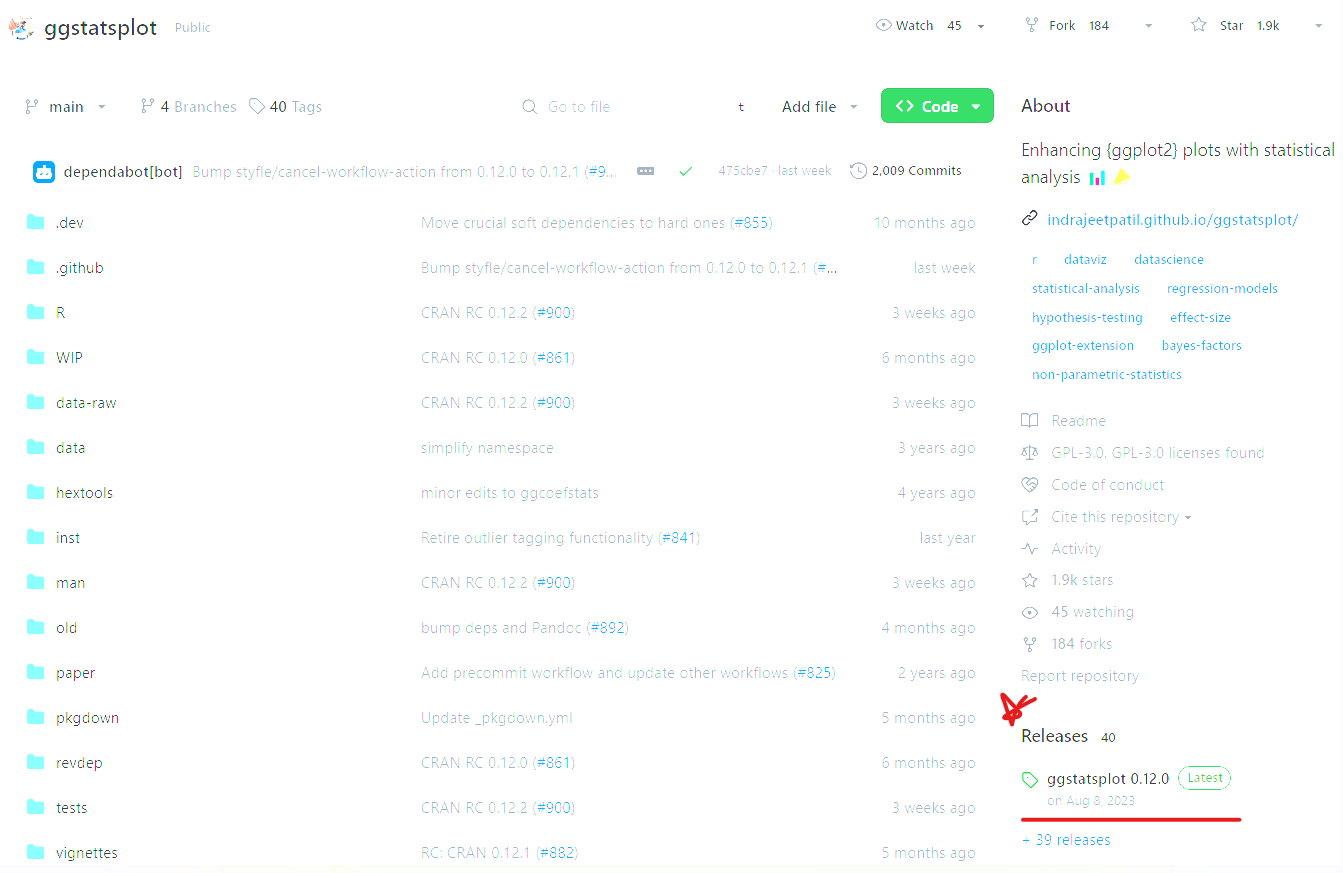 ggstatsplot Public
Watch 45
Fork 184
Star 1.9k
main
4 Branches
40 Tags
Go to file
t
Add file
Code
dependabot[bot] Bump styfle/cancel-workflow-action from 0.12.0 to 0.12.1 (#9... 475cbe7 · last week 2,009 Commits
.dev Move crucial soft dependencies to hard ones (#855) 10 months ago
.github Bump styfle/cancel-workflow-action from 0.12.0 to 0.12.1 (#... last week
R CRAN RC 0.12.2 (#900) 3 weeks ago
WIP CRAN RC 0.12.0 (#861) 6 months ago
data-raw CRAN RC 0.12.2 (#900) 3 weeks ago
data simplify namespace 3 years ago
hextools minor edits to ggcoefstats 4 years ago
inst Retire outlier tagging functionality (#841) last year
man CRAN RC 0.12.2 (#900) 3 weeks ago
old bump deps and Pandoc (#892) 4 months ago
paper Add precommit workflow and update other workflows (#825) 2 years ago
pkgdown Update _pkgdown.yml 5 months ago
revdep CRAN RC 0.12.0 (#861) 6 months ago
tests CRAN RC 0.12.2 (#900) 3 weeks ago
vignettes RC: CRAN 0.12.1 (#882) 5 months ago
About
Enhancing {ggplot2} plots with statistical
analysis 📊📣
indrajeetpatil.github.io/ggstatsplot/
r dataviz datascience
statistical-analysis regression-models
hypothesis-testing effect-size
ggplot-extension bayes-factors
non-parametric-statistics
Readme
GPL-3.0, GPL-3.0 licenses found
Code of conduct
Cite this repository
Activity
1.9k stars
45 watching
184 forks
Report repository
Releases 40
ggstatsplot 0.12.0 Latest
on Aug 8, 2023
+ 39 releases